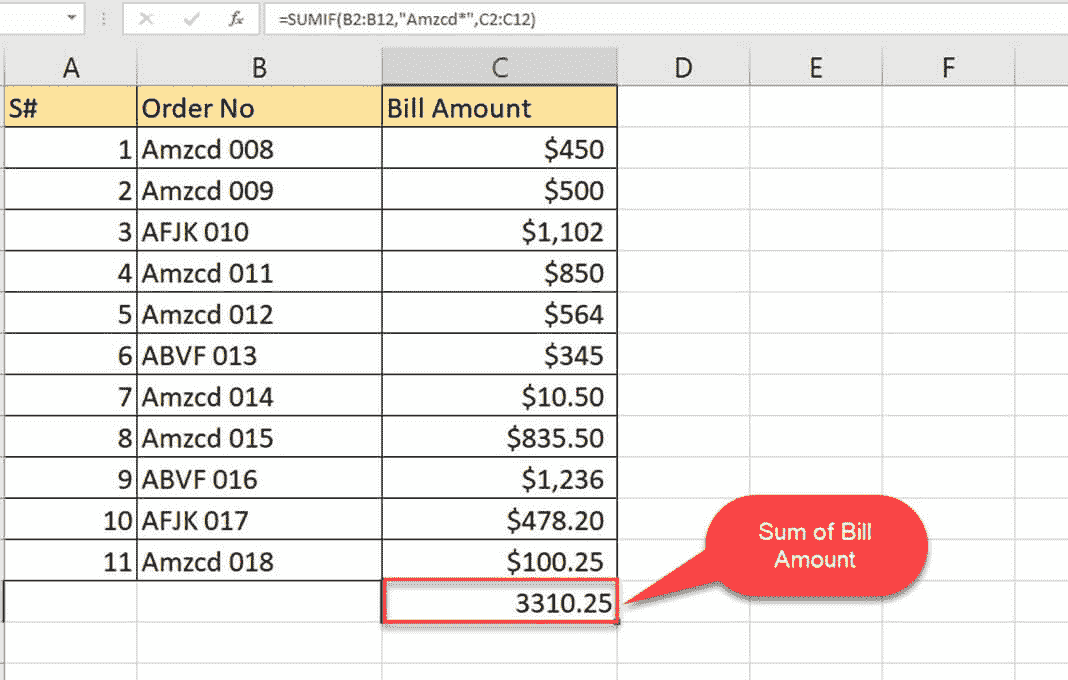 fx =SUMIF(B2:B12,"Amzcd*",C2:C12)
A B C D E F
S# Order No Bill Amount
1 Amzcd 008 $450
2 Amzcd 009 $500
3 AFJK 010 $1,102
4 Amzcd 011 $850
5 Amzcd 012 $564
6 ABVF 013 $345
7 Amzcd 014 $10.50
8 Amzcd 015 $835.50
9 ABVF 016 $1,236
10 AFJK 017 $478.20
11 Amzcd 018 $100.25
3310.25
Sum of Bill
Amount